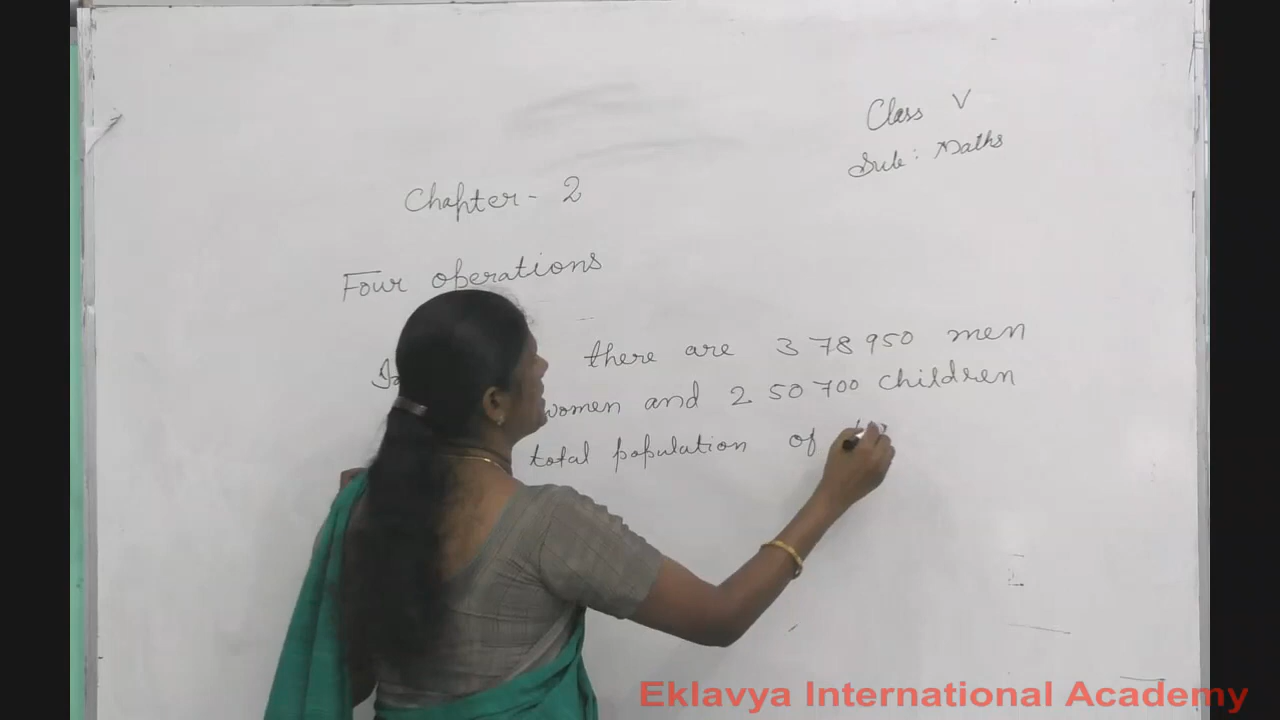 Class V
Sub: Maths
Chapter - 2
Four operations
In there are 378950 men
women and 250700 children
total population of
Eklavya International Academy